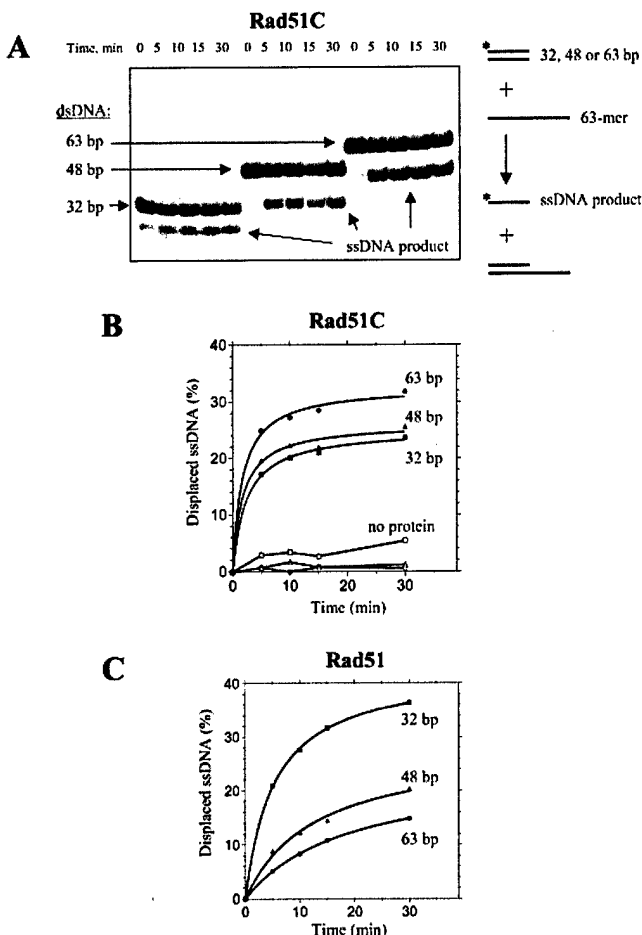 Rad51C
A
Time, min 0 5 10 15 30 0 5 10 15 30 0 5 10 15 30
* 32, 48 or 63 bp
+
dsDNA:
63-mer
63 bp
48 bp
32 bp
* ssDNA product
+
ssDNA product
B
Rad51C
Displaced ssDNA (%)
40
30
20
10
0
63 bp
48 bp
32 bp
no protein
0 10 20 30
Time (min)
C
Rad51
Displaced ssDNA (%)
40
30
20
10
0
32 bp
48 bp
63 bp
0 10 20 30
Time (min)